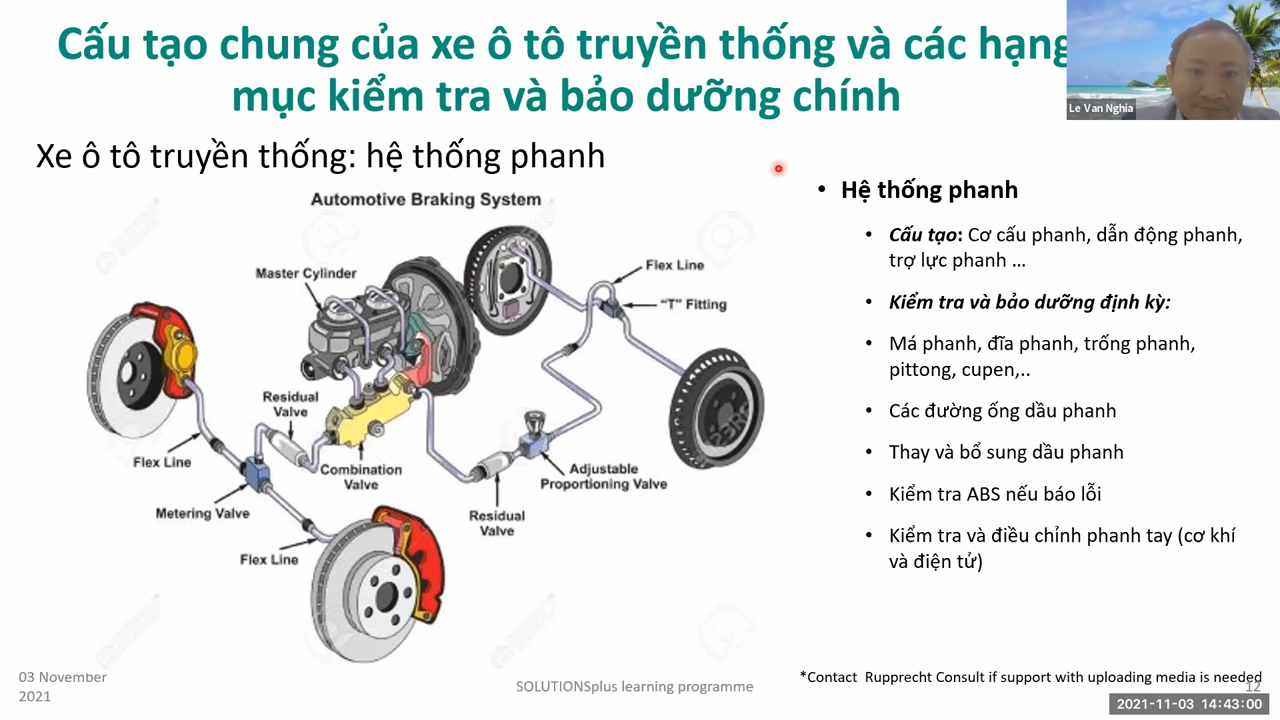 Cấu tạo chung của xe ô tô truyền thống và các hạng
mục kiểm tra và bảo dưỡng chính
Le Van Nghia
Xe ô tô truyền thống: hệ thống phanh
Automotive Braking System
Master Cylinder
Flex Line
"T" Fitting
Residual
Valve
Flex Line
Combination
Valve
Adjustable
Proportioning Valve
Metering Valve
Residual
Valve
Flex Line
• Hệ thống phanh
• Cấu tạo: Cơ cấu phanh, dẫn động phanh,
trợ lực phanh ...
• Kiểm tra và bảo dưỡng định kỳ:
• Má phanh, đĩa phanh, trống phanh,
pittong, cupen,..
• Các đường ống dầu phanh
• Thay và bổ sung dầu phanh
• Kiểm tra ABS nếu báo lỗi
• Kiểm tra và điều chỉnh phanh tay (cơ khí
và điện tử)
03 November
2021
SOLUTIONSplus learning programme
*Contact Rupprecht Consult if support with uploading media is needed
12
2021-11-03 14:43:00